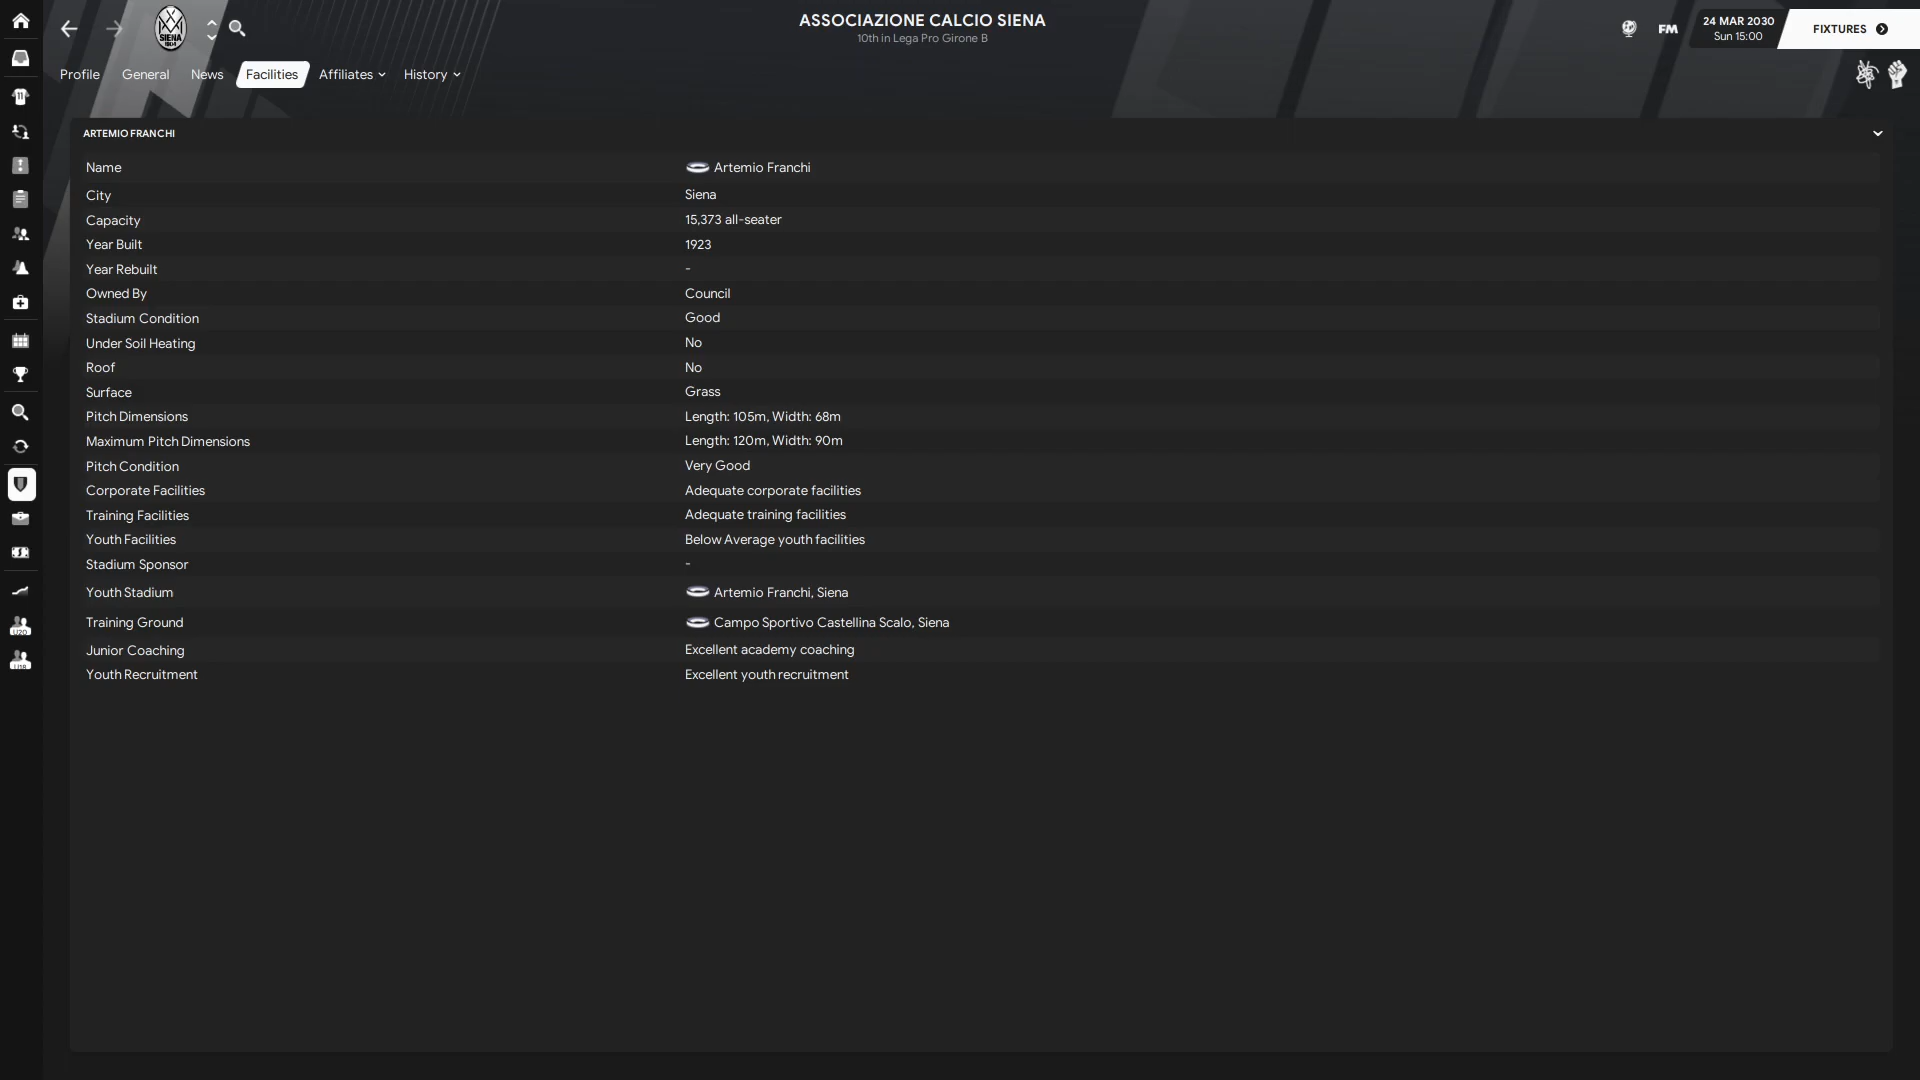 ASSOCIAZIONE CALCIO SIENA
10th in Lega Pro Girone B
SIENA
1904
FM
24 MAR 2030
Sun 15:00
FIXTURES
Profile General News Facilities Affiliates History
ARTEMIO FRANCHI
Name Artemio Franchi
City Siena
Capacity 15,373 all-seater
Year Built 1923
Year Rebuilt -
Owned By Council
Stadium Condition Good
Under Soil Heating No
Roof No
Surface Grass
Pitch Dimensions Length: 105m, Width: 68m
Maximum Pitch Dimensions Length: 120m, Width: 90m
Pitch Condition Very Good
Corporate Facilities Adequate corporate facilities
Training Facilities Adequate training facilities
Youth Facilities Below Average youth facilities
Stadium Sponsor -
Youth Stadium Artemio Franchi, Siena
Training Ground Campo Sportivo Castellina Scalo, Siena
Junior Coaching Excellent academy coaching
Youth Recruitment Excellent youth recruitment
11
U20
U18